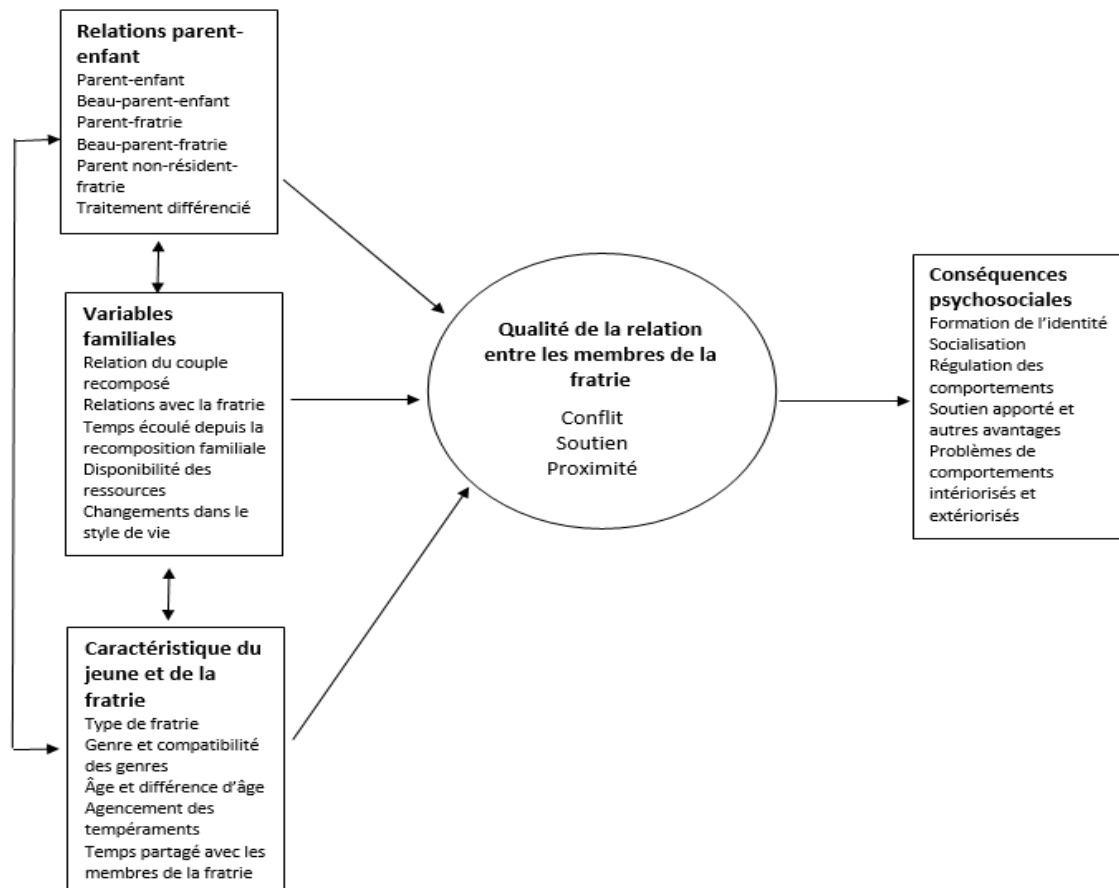 Relations parent-
enfant
Parent-enfant
Beau-parent-enfant
Parent-fratrie
Beau-parent-fratrie
Parent non-résident-
fratrie
Traitement différencié
Variables
familiales
Relation du couple
recomposé
Relations avec la fratrie
Temps écoulé depuis la
recomposition familiale
Disponibilité des
ressources
Changements dans le
style de vie
Caractéristique du
jeune et de la
fratrie
Type de fratrie
Genre et compatibilité
des genres
Âge et différence d'âge
Agencement des
tempéraments
Temps partagé avec les
membres de la fratrie
Qualité de la relation
entre les membres de la
fratrie
Conflit
Soutien
Proximité
Conséquences
psychosociales
Formation de l'identité
Socialisation
Régulation des
comportements
Soutien apporté et
autres avantages
Problèmes de
comportements
intériorisés et
extériorisés